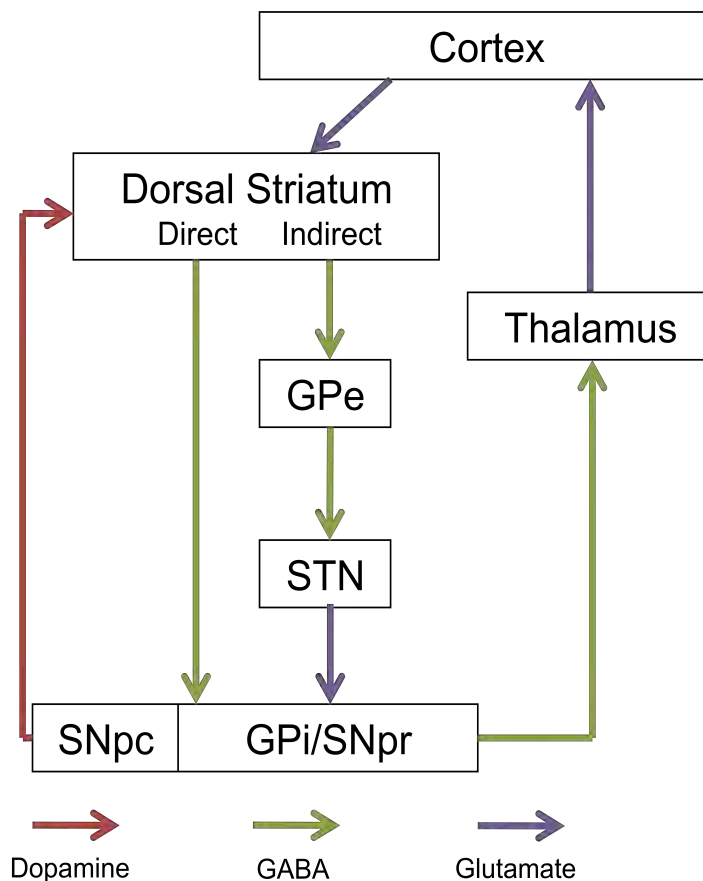 Cortex
Dorsal Striatum
Direct Indirect
Thalamus
GPe
STN
SNpc GPi/SNpr
Dopamine GABA Glutamate